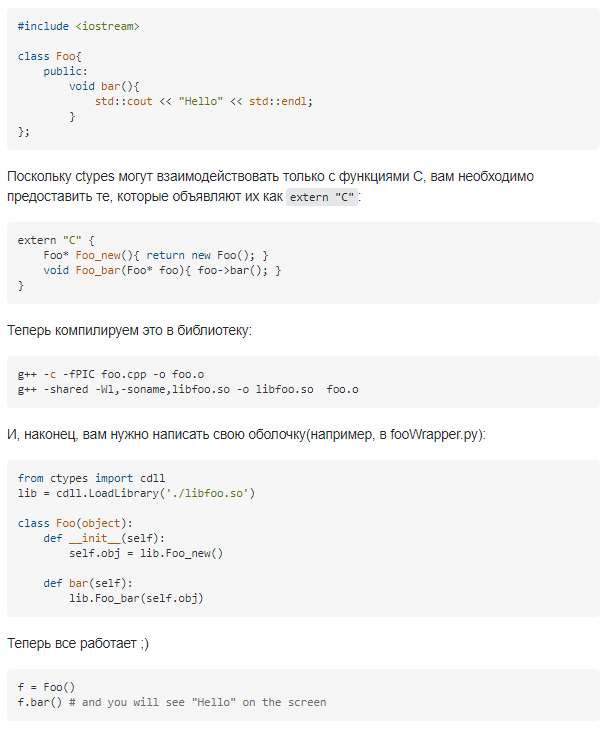 #include <iostream>
class Foo{
    public:
        void bar(){
            std::cout << "Hello" << std::endl;
        }
};
Поскольку ctypes могут взаимодействовать только с функциями C, вам необходимо
предоставить те, которые объявляют их как extern "C":
extern "C" {
    Foo* Foo_new(){ return new Foo(); }
    void Foo_bar(Foo* foo){ foo->bar(); }
}
Теперь компилируем это в библиотеку:
g++ -c -fPIC foo.cpp -o foo.o
g++ -shared -Wl,-soname,libfoo.so -o libfoo.so  foo.o
И, наконец, вам нужно написать свою оболочку(например, в fooWrapper.py):
from ctypes import cdll
lib = cdll.LoadLibrary('./libfoo.so')
class Foo(object):
    def __init__(self):
        self.obj = lib.Foo_new()
    def bar(self):
        lib.Foo_bar(self.obj)
Теперь все работает ;)
f = Foo()
f.bar() # and you will see "Hello" on the screen